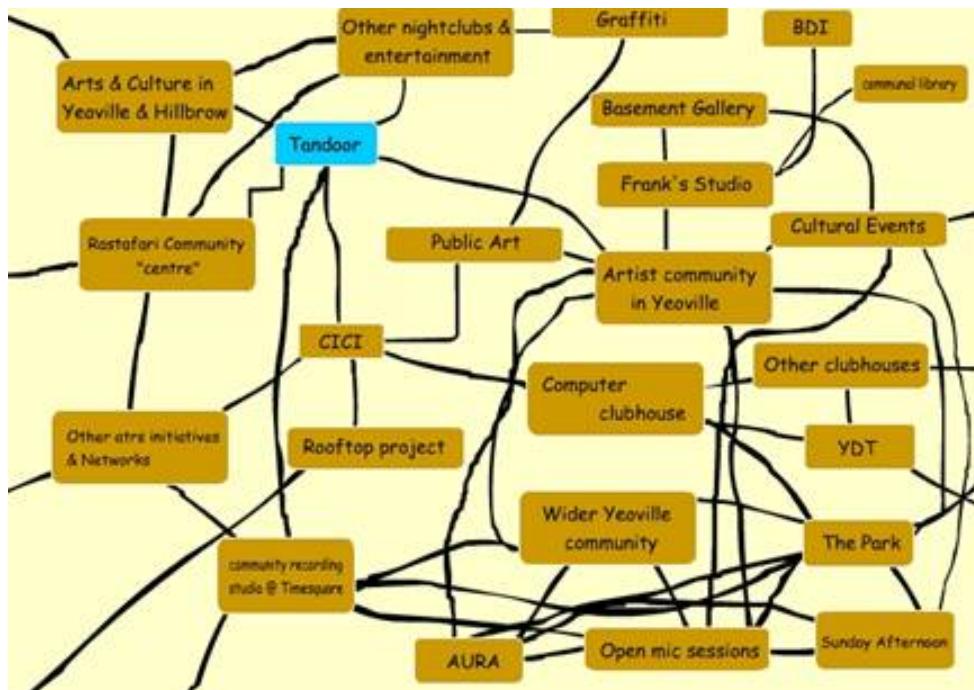 Other nightclubs &
entertainment
Graffiti
BDI
Arts & Culture in
Yeoville & Hillbrow
communal library
Basement Gallery
Tandoor
Frank's Studio
Rastafari Community
"centre"
Public Art
Cultural Events
Artist community
in Yeoville
CICI
Computer
clubhouse
Other clubhouses
Other atrs initiatives
& Networks
Rooftop project
YDT
Wider Yeoville
community
The Park
community recording
studio @ Timesquare
AURA
Open mic sessions
Sunday Afternoon